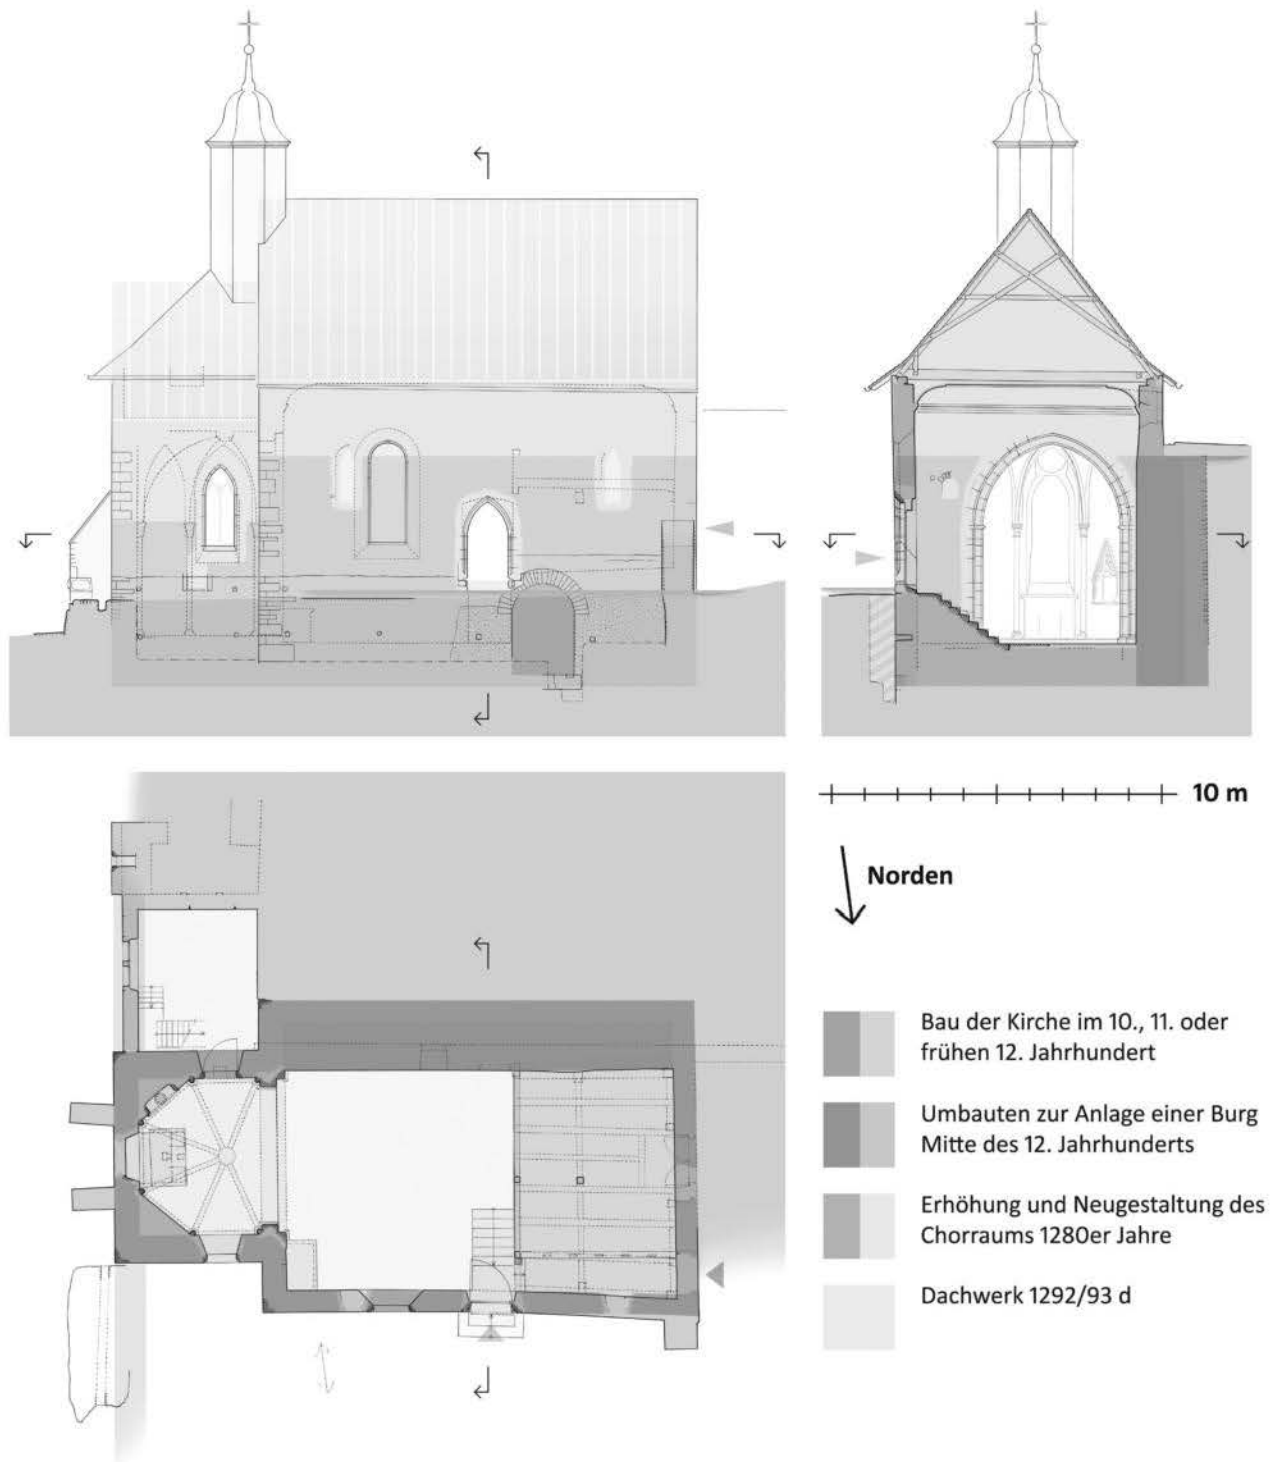 10 m
Norden
Bau der Kirche im 10., 11. oder
frühen 12. Jahrhundert
Umbauten zur Anlage einer Burg
Mitte des 12. Jahrhunderts
Erhöhung und Neugestaltung des
Chorraums 1280er Jahre
Dachwerk 1292/93 d